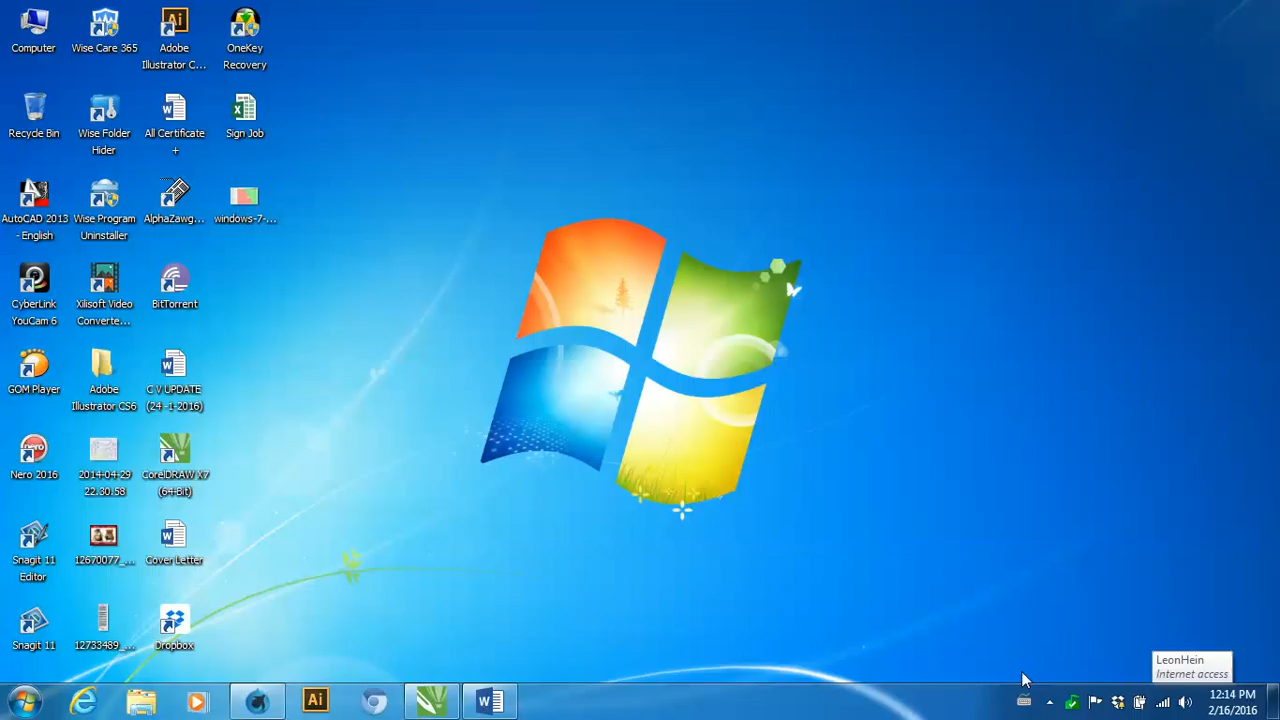 Computer
Wise Care 365
Adobe
Illustrator C...
OneKey
Recovery
Recycle Bin
Wise Folder
Hider
All Certificate
+
Sign Job
AutoCAD 2013
- English
Wise Program
Uninstaller
AlphaZawg...
windows-7-...
CyberLink
YouCam 6
Xilisoft Video
Converte...
BitTorrent
GOM Player
Adobe
Illustrator CS6
C V UPDATE
(24 -1-2016)
Nero 2016
2014-04-29
22.30.58
CorelDRAW X7
(64-Bit)
Snagit 11
Editor
12670077_...
Cover Letter
Snagit 11
12733489_...
Dropbox
LeonHein
Internet access
Ai
12:14 PM
2/16/2016